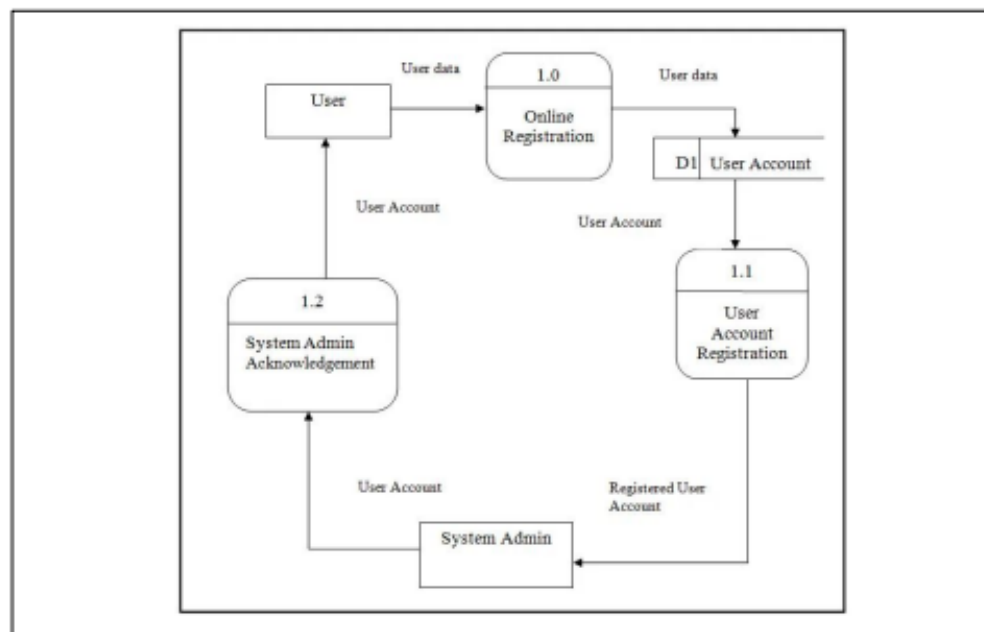 User data
1.0
User data
User
Online
Registration
D1 User Account
User Account
User Account
1.1
1.2
User
Account
Registration
System Admin
Acknowledgement
User Account
Registered User
Account
System Admin